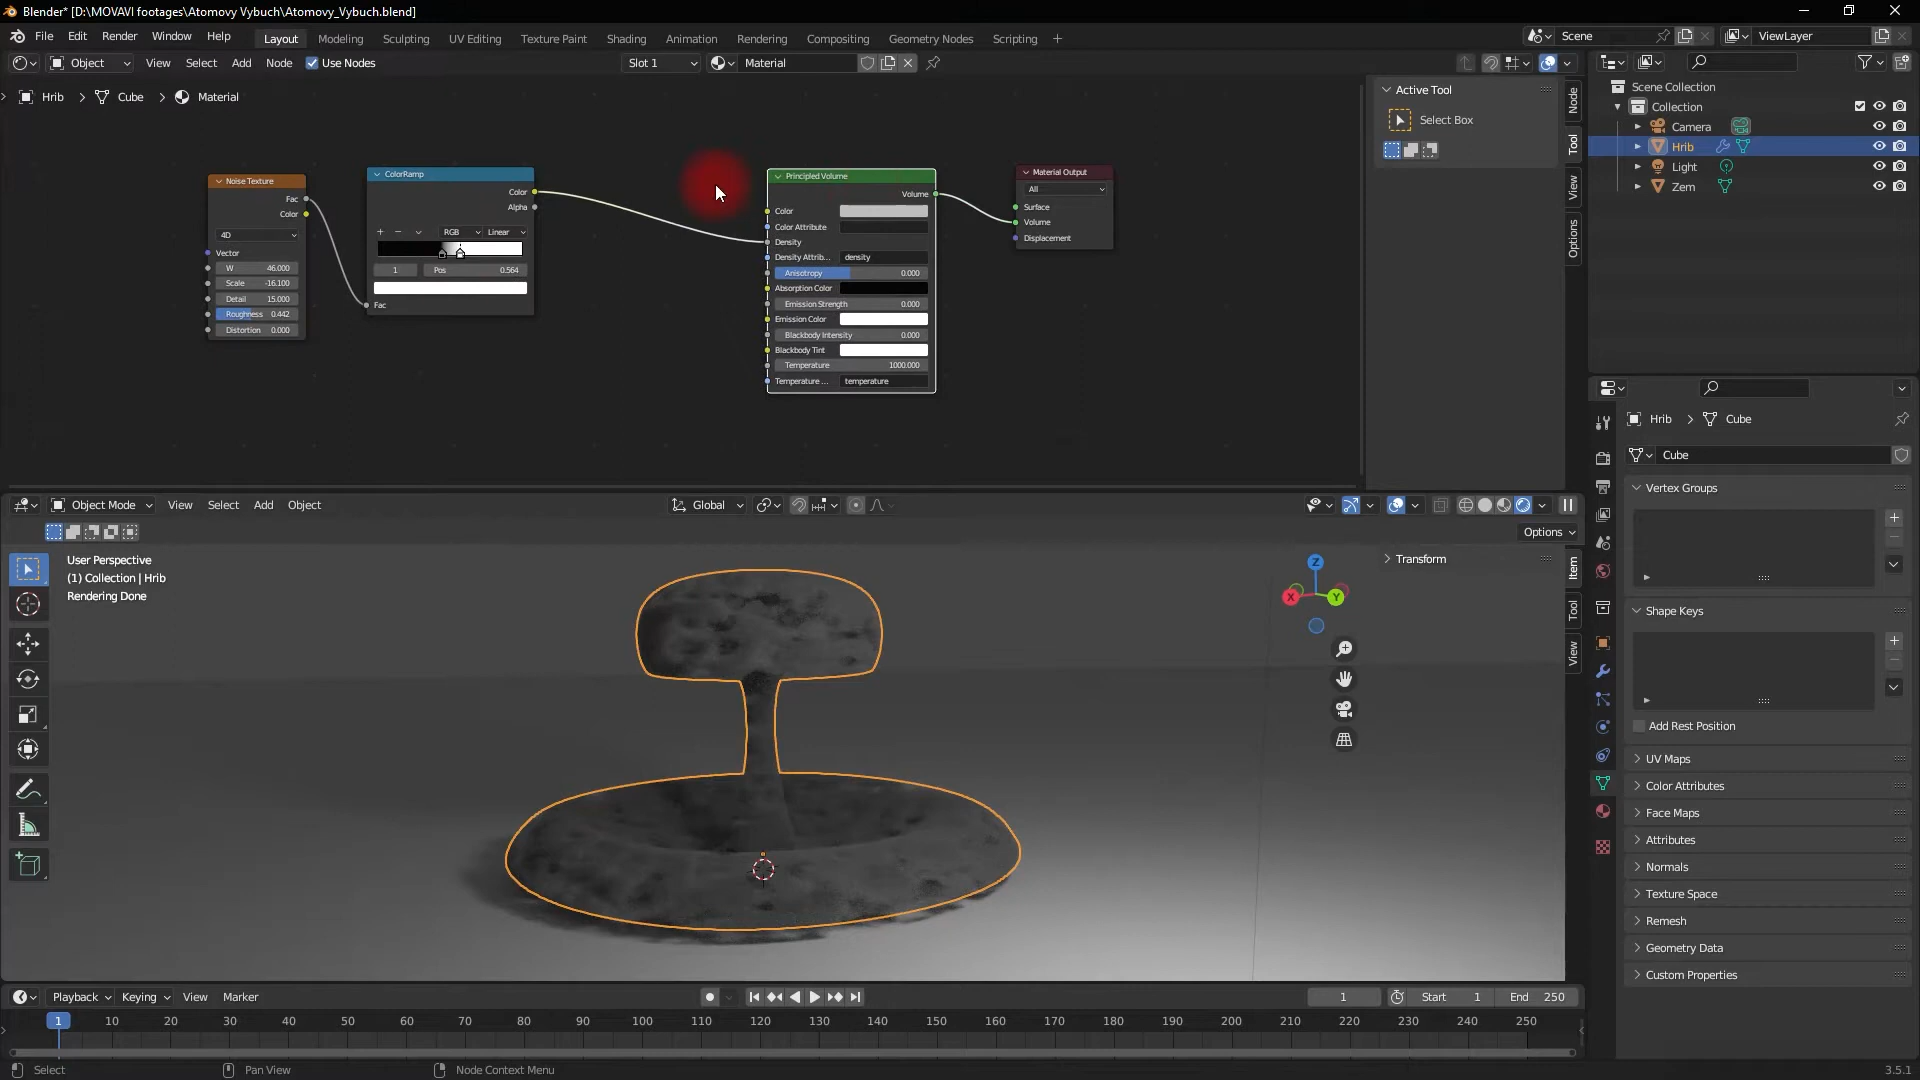 Blender* [D:\MOVAVI footages\Atomovy Vybuch\Atomovy_Vybuch.blend]
File Edit Render Window Help Layout Modeling Sculpting UV Editing Texture Paint Shading Animation Rendering Compositing Geometry Nodes Scripting + Scene ViewLayer
Object View Select Add Node Use Nodes Slot 1 Material
Hrib > Cube > Material
Active Tool
Select Box
Node
Tool
View
Options
Scene Collection
Collection
Camera
Hrib
Light
Zem
Noise Texture
Fac
Color
4D
Vector
W 46.000
Scale -16.100
Detail 15.000
Roughness 0.442
Distortion 0.000
ColorRamp
Color
Alpha
RGB Linear
1 Pos 0.564
Fac
Principled Volume
Volume
Color
Color Attribute
Density
Density Attrib... density
Anisotropy 0.000
Absorption Color
Emission Strength 0.000
Emission Color
Blackbody Intensity 0.000
Blackbody Tint
Temperature 1000.000
Temperature ... temperature
Material Output
All
Surface
Volume
Displacement
Hrib > Cube
Cube
Vertex Groups
Shape Keys
Add Rest Position
UV Maps
Color Attributes
Face Maps
Attributes
Normals
Texture Space
Remesh
Geometry Data
Custom Properties
Object Mode View Select Add Object Global
Options
User Perspective
(1) Collection | Hrib
Rendering Done
Z
X
Y
Transform
Item
Tool
View
Playback Keying View Marker 1 Start 1 End 250
1 10 20 30 40 50 60 70 80 90 100 110 120 130 140 150 160 170 180 190 200 210 220 230 240 250
Select Pan View Node Context Menu 3.5.1